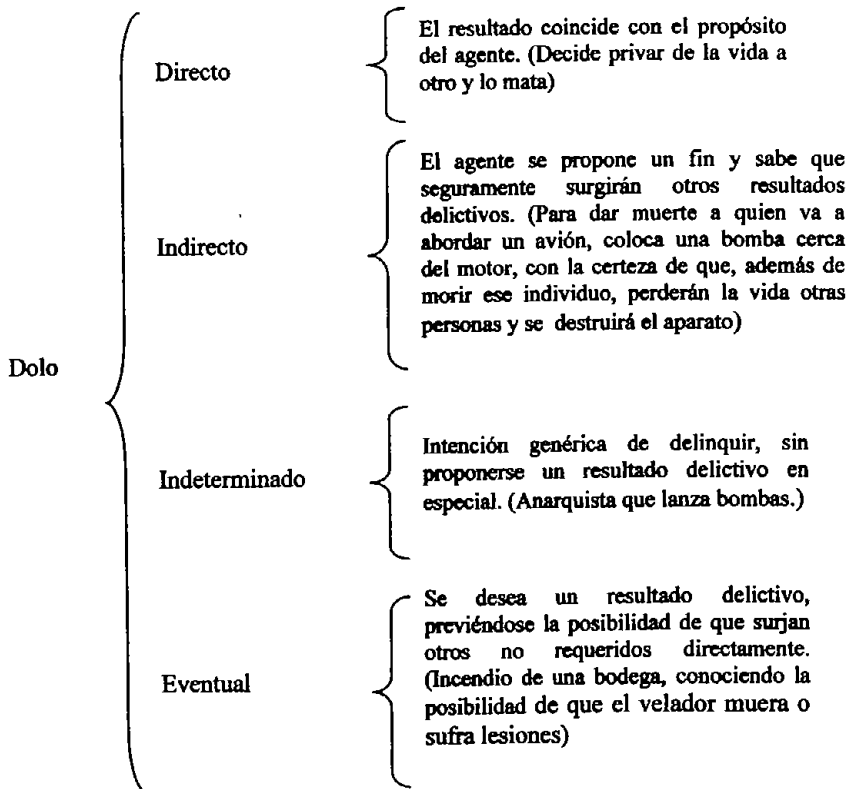 Dolo
Directo
El resultado coincide con el propósito
del agente. (Decide privar de la vida a
otro y lo mata)
Indirecto
El agente se propone un fin y sabe que
seguramente surgirán otros resultados
delictivos. (Para dar muerte a quien va a
abordar un avión, coloca una bomba cerca
del motor, con la certeza de que, además de
morir ese individuo, perderán la vida otras
personas y se destruirá el aparato)
Indeterminado
Intención genérica de delinquir, sin
proponerse un resultado delictivo en
especial. (Anarquista que lanza bombas.)
Eventual
Se desea un resultado delictivo,
previéndose la posibilidad de que surjan
otros no requeridos directamente.
(Incendio de una bodega, conociendo la
posibilidad de que el velador muera o
sufra lesiones)